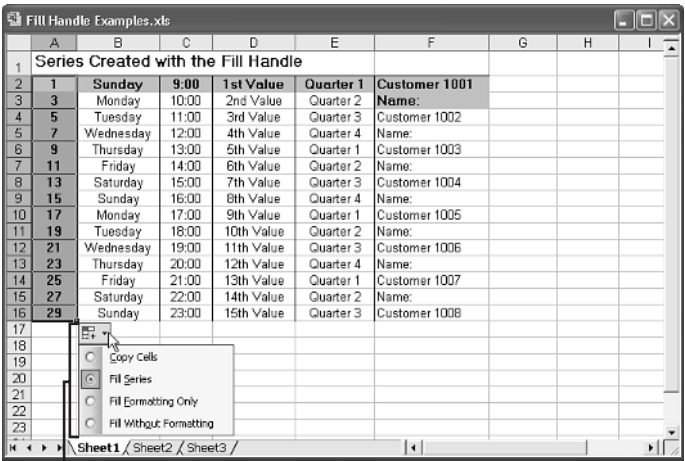 Fill Handle Examples.xls
A B C D E F G H I
1 Series Created with the Fill Handle
2 1 Sunday 9:00 1st Value Quarter 1 Customer 1001
3 3 Monday 10:00 2nd Value Quarter 2 Name:
4 5 Tuesday 11:00 3rd Value Quarter 3 Customer 1002
5 7 Wednesday 12:00 4th Value Quarter 4 Name:
6 9 Thursday 13:00 5th Value Quarter 1 Customer 1003
7 11 Friday 14:00 6th Value Quarter 2 Name:
8 13 Saturday 15:00 7th Value Quarter 3 Customer 1004
9 15 Sunday 16:00 8th Value Quarter 4 Name:
10 17 Monday 17:00 9th Value Quarter 1 Customer 1005
11 19 Tuesday 18:00 10th Value Quarter 2 Name:
12 21 Wednesday 19:00 11th Value Quarter 3 Customer 1006
13 23 Thursday 20:00 12th Value Quarter 4 Name:
14 25 Friday 21:00 13th Value Quarter 1 Customer 1007
15 27 Saturday 22:00 14th Value Quarter 2 Name:
16 29 Sunday 23:00 15th Value Quarter 3 Customer 1008
17
18
19 Copy Cells
20 Fill Series
21 Fill Formatting Only
22
23 Fill Without Formatting
Sheet1 / Sheet2 / Sheet3 /